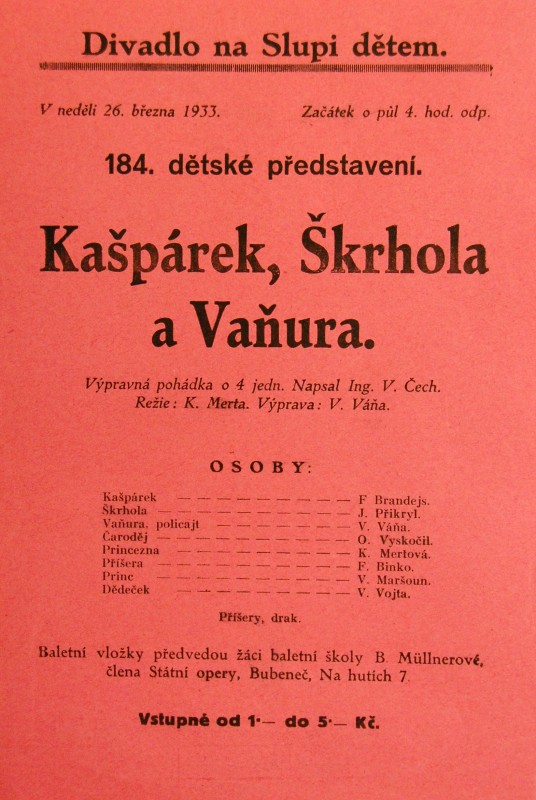 Divadlo na Slupi dětem.
V neděli 26. března 1933. Začátek o půl 4. hod. odp.
184. dětské představení.
Kašpárek, Škrhola
a Vaňura.
Výpravná pohádka o 4 jedn. Napsal Ing. V. Čech.
Režie: K. Merta. Výprava: V. Váňa.
OSOBY:
Kašpárek — — — — — — — — — — F Brandejs.
Škrhola — — — — — — — — — — — J. Přikryl.
Vaňura, policajt — — — — — — — — V. Váňa.
Čaroděj — — — — — — — — — — — O. Vyskočil.
Princezna — — — — — — — — — — K. Mertová.
Příšera — — — — — — — — — — — F. Binko.
Princ — — — — — — — — — — — — V. Maršoun.
Dědeček — — — — — — — — — — V. Vojta.
Příšery, drak.
Baletní vložky předvedou žáci baletní školy B. Müllnerové,
člena Státní opery, Bubeneč, Na hutích 7.
Vstupné od 1·— do 5·— Kč.